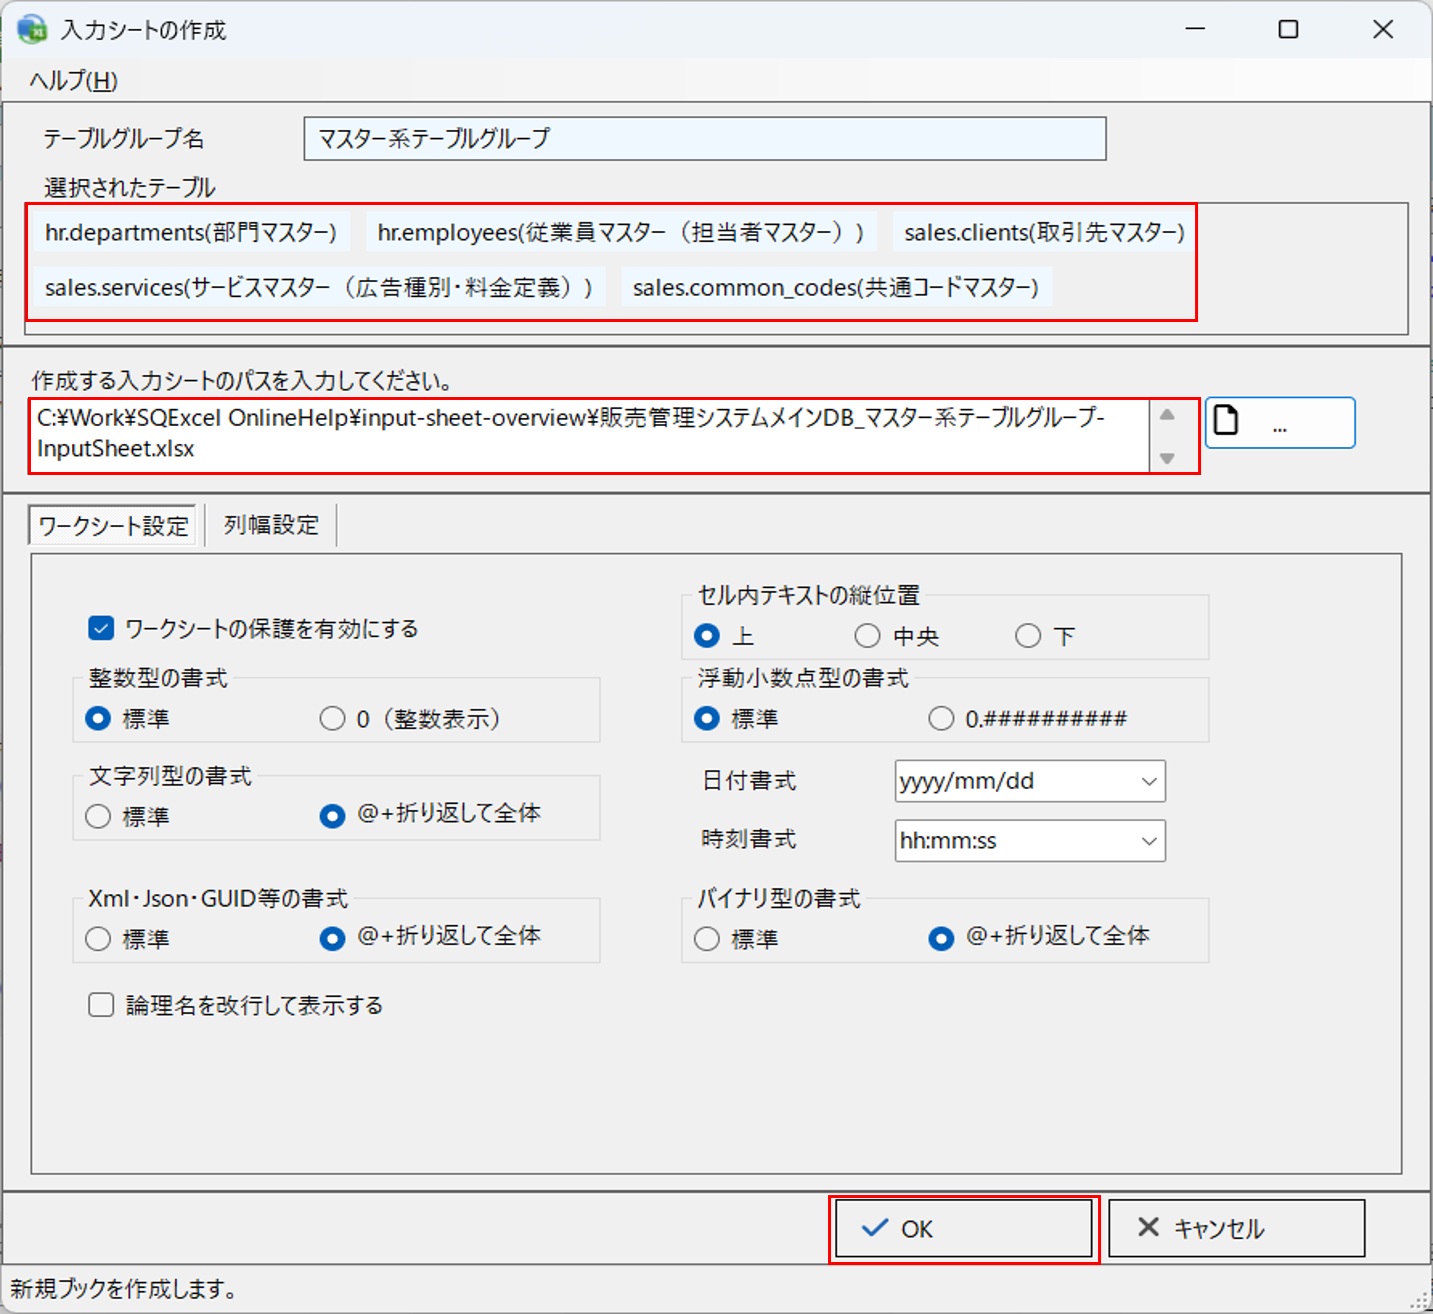 入力シートの作成
ヘルプ(H)
テーブルグループ名
マスター系テーブルグループ
選択されたテーブル
hr.departments(部門マスター) hr.employees(従業員マスター（担当者マスター）) sales.clients(取引先マスター)
sales.services(サービスマスター（広告種別・料金定義）) sales.common_codes(共通コードマスター)
作成する入力シートのパスを入力してください。
C:¥Work¥SQExcel OnlineHelp¥input-sheet-overview¥販売管理システムメインDB_マスター系テーブルグループ-
InputSheet.xlsx
...
ワークシート設定 列幅設定
ワークシートの保護を有効にする
セル内テキストの縦位置
上 中央 下
整数型の書式
標準 0（整数表示）
浮動小数点型の書式
標準 0.##########
文字列型の書式
標準 @+折り返して全体
日付書式 yyyy/mm/dd
時刻書式 hh:mm:ss
Xml・Json・GUID等の書式
標準 @+折り返して全体
バイナリ型の書式
標準 @+折り返して全体
論理名を改行して表示する
OK キャンセル
新規ブックを作成します。